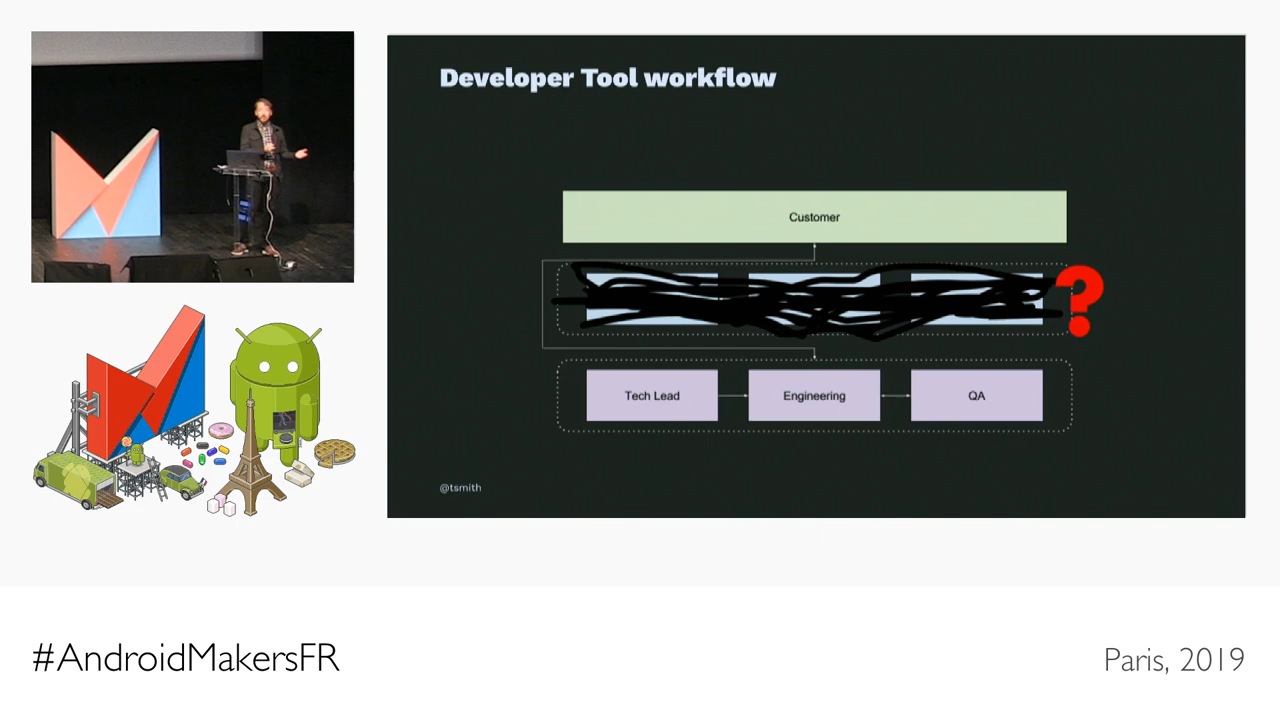 Developer Tool workflow
Customer
?
Tech Lead
Engineering
QA
@tsmith
#AndroidMakersFR
Paris, 2019